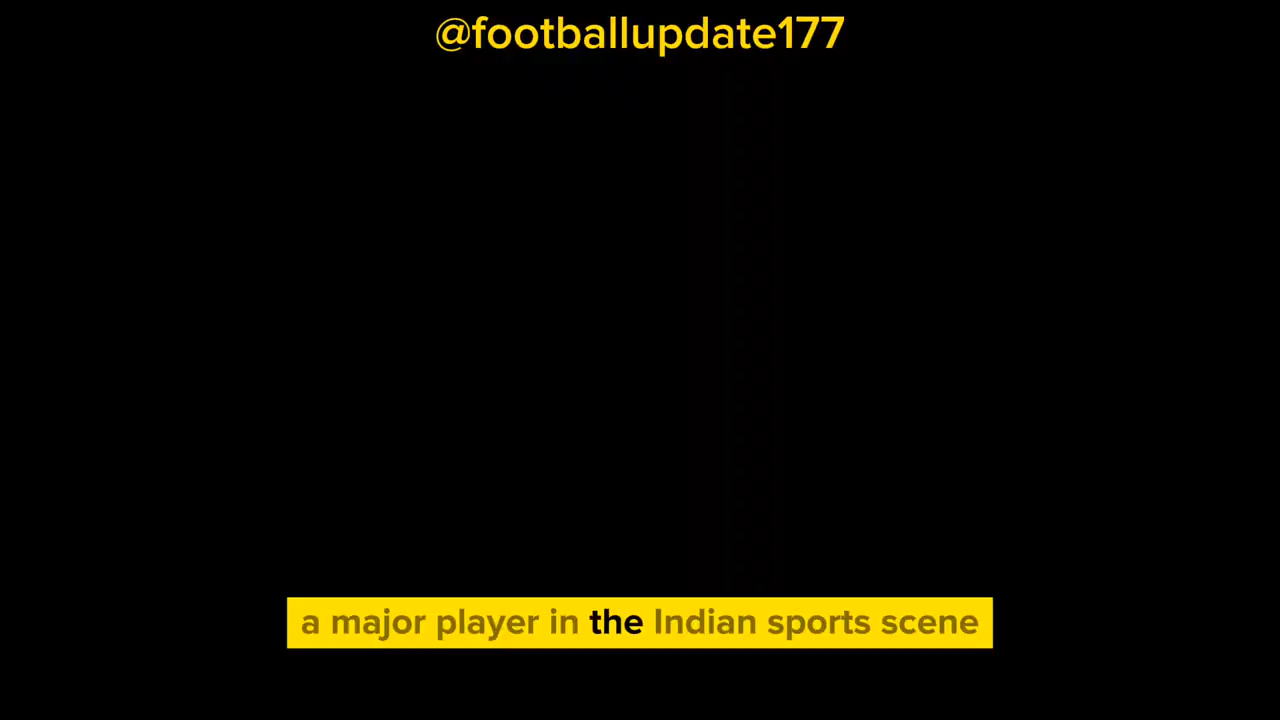 @footballupdate177
a major player in the Indian sports scene